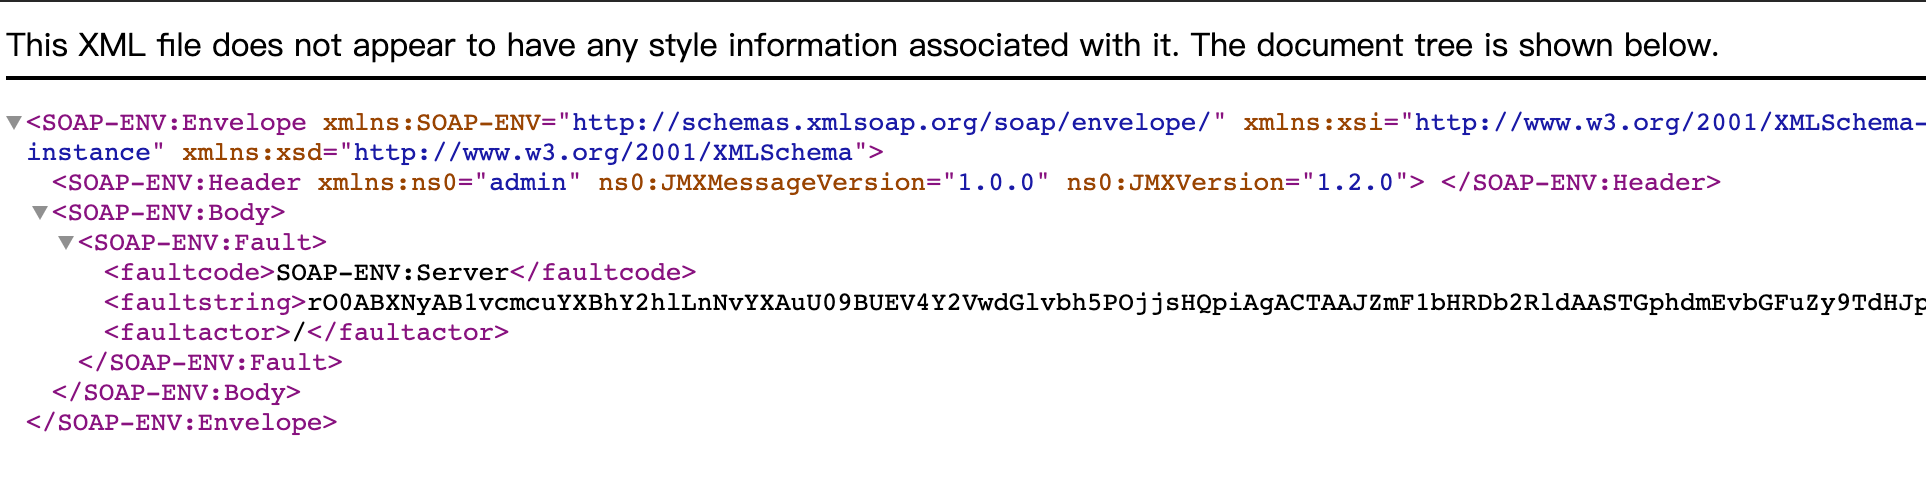 This XML file does not appear to have any style information associated with it. The document tree is shown below.
<SOAP-ENV:Envelope xmlns:SOAP-ENV="http://schemas.xmlsoap.org/soap/envelope/" xmlns:xsi="http://www.w3.org/2001/XMLSchema-
instance" xmlns:xsd="http://www.w3.org/2001/XMLSchema">
<SOAP-ENV:Header xmlns:ns0="admin" ns0:JMXMessageVersion="1.0.0" ns0:JMXVersion="1.2.0"> </SOAP-ENV:Header>
<SOAP-ENV:Body>
<SOAP-ENV:Fault>
<faultcode>SOAP-ENV:Server</faultcode>
<faultstring>rO0ABXNyAB1vcmcuYXBhY2hlLnNvYXAuU09BUEV4Y2VwdGlvbh5POjjsHQpiAgACTAAJZmF1bHRDb2RldAASTGphdmEvbGFuZy9TdHJp
<faultactor>/</faultactor>
</SOAP-ENV:Fault>
</SOAP-ENV:Body>
</SOAP-ENV:Envelope>